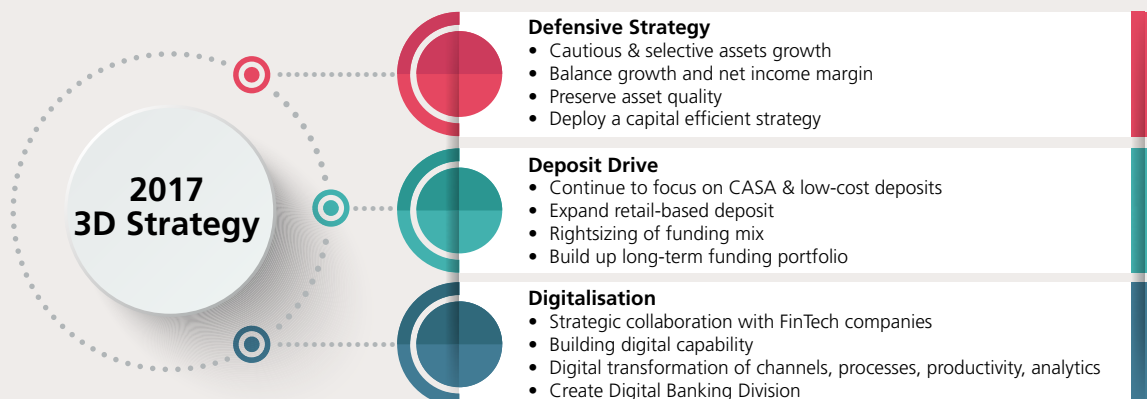 2017
3D Strategy
Defensive Strategy
• Cautious & selective assets growth
• Balance growth and net income margin
• Preserve asset quality
• Deploy a capital efficient strategy
Deposit Drive
• Continue to focus on CASA & low-cost deposits
• Expand retail-based deposit
• Rightsizing of funding mix
• Build up long-term funding portfolio
Digitalisation
• Strategic collaboration with FinTech companies
• Building digital capability
• Digital transformation of channels, processes, productivity, analytics
• Create Digital Banking Division